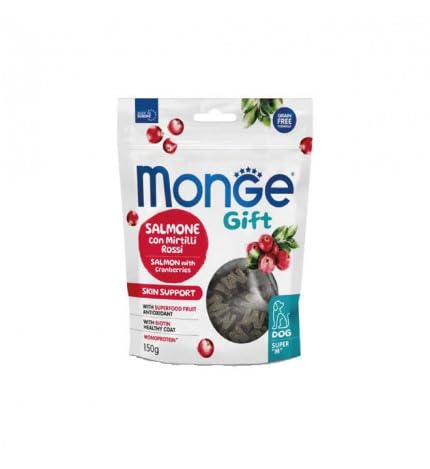 GRAIN
FREE
FORMULA
Monge
Gift
SALMONE
con Mirtilli
Rossi
SALMON with
Cranberries
SKIN SUPPORT
WITH SUPERFOOD FRUIT
ANTIOXIDANT
WITH BIOTIN
HEALTHY COAT
MONOPROTEIN
150g
DOG
SUPER
"M"